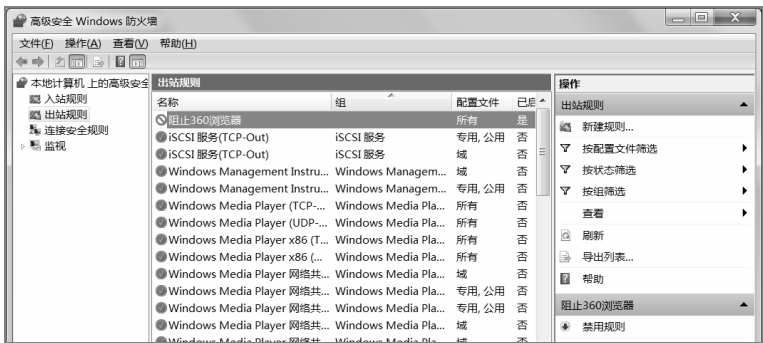 高级安全 Windows 防火墙
文件(F) 操作(A) 查看(V) 帮助(H)
本地计算机 上的高级安全
入站规则
出站规则
连接安全规则
监视
出站规则
名称 组 配置文件 已启
阻止360浏览器 所有 是
iSCSI 服务(TCP-Out) iSCSI 服务 专用, 公用 否
iSCSI 服务(TCP-Out) iSCSI 服务 域 否
Windows Management Instru... Windows Managem... 域 否
Windows Management Instru... Windows Managem... 专用, 公用 否
Windows Media Player (TCP-... Windows Media Pla... 所有 否
Windows Media Player (UDP-... Windows Media Pla... 所有 否
Windows Media Player x86 (T... Windows Media Pla... 所有 否
Windows Media Player x86 (... Windows Media Pla... 所有 否
Windows Media Player 网络共... Windows Media Pla... 域 否
Windows Media Player 网络共... Windows Media Pla... 专用, 公用 否
Windows Media Player 网络共... Windows Media Pla... 专用, 公用 否
Windows Media Player 网络共... Windows Media Pla... 域 否
Windows Media Player 网络共... Windows Media Pla... 域 否
操作
出站规则
新建规则...
按配置文件筛选
按状态筛选
按组筛选
查看
刷新
导出列表...
帮助
阻止360浏览器
禁用规则